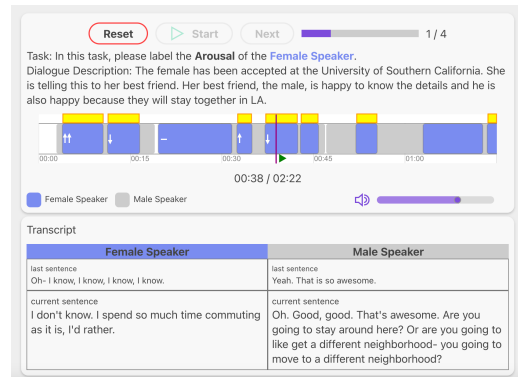 Reset Start Next 1 / 4
Task: In this task, please label the Arousal of the Female Speaker.
Dialogue Description: The female has been accepted at the University of Southern California. She
is telling this to her best friend. Her best friend, the male, is happy to know the details and he is
also happy because they will stay together in LA.
00:00 00:15 00:30 00:45 01:00
00:38 / 02:22
Female Speaker Male Speaker
Transcript
Female Speaker Male Speaker
last sentence
Oh- I know, I know, I know, I know.
last sentence
Yeah. That is so awesome.
current sentence
I don't know. I spend so much time commuting
as it is, I'd rather.
current sentence
Oh. Good, good. That's awesome. Are you
going to stay around here? Or are you going to
like get a different neighborhood- you going to
move to a different neighborhood?